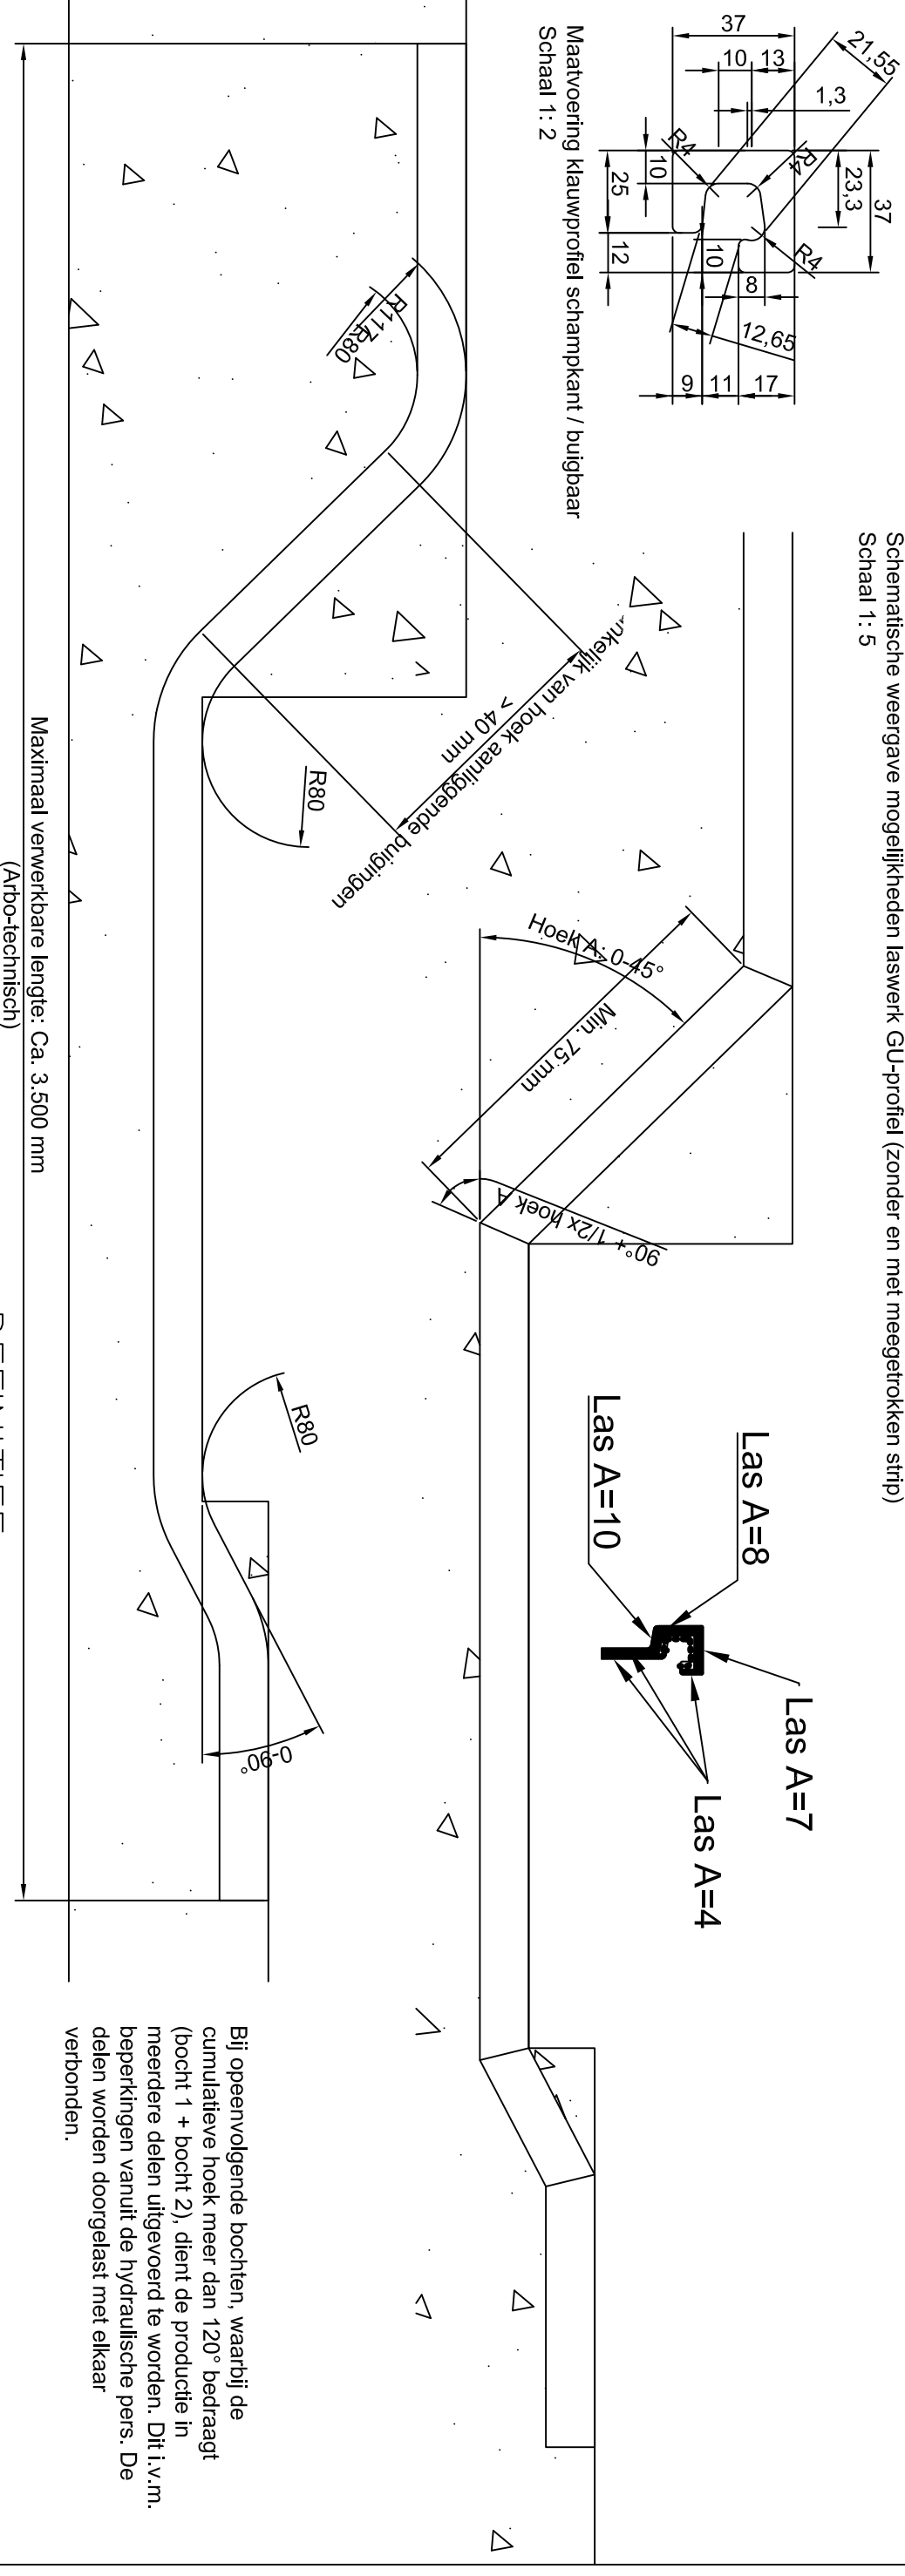 Schematische weergave mogelijkheden laswerk GU-profiel (zonder en met meegetrokken strip)
Schaal 1: 5
37
10
13
1,3
21,55
R4
R4
R4
10
25
12
23,3
37
10
8
12,65
9
11
17
Maatvoering klauwprofiel schampkant / buigbaar
Schaal 1: 2
Las A=10
Las A=8
Las A=7
Las A=4
Hoek A: 0-45°
Min. 75 mm
90°+ 1/2x hoek A
R117
R80
> 40 mm
van hoek aanliggende buigingen
R80
R80
0-90°
Maximaal verwerkbare lengte: Ca. 3.500 mm
(Arbo-technisch)
Bij opeenvolgende bochten, waarbij de
cumulatieve hoek meer dan 120° bedraagt
(bocht 1 + bocht 2), dient de productie in
meerdere delen uitgevoerd te worden. Dit i.v.m.
beperkingen vanuit de hydraulische pers. De
delen worden doorgelast met elkaar
verbonden.